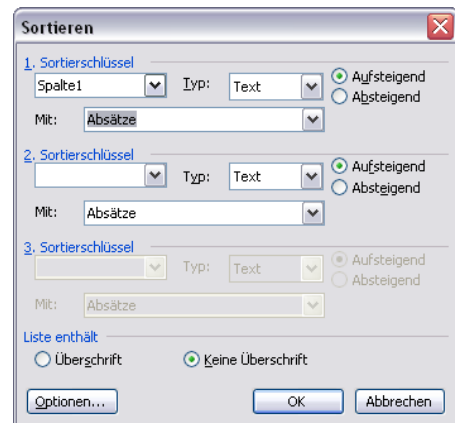 Sortieren
1. Sortierschlüssel
Spalte1 Typ: Text Aufsteigend
Absteigend
Mit: Absätze
2. Sortierschlüssel
Typ: Text Aufsteigend
Absteigend
Mit: Absätze
3. Sortierschlüssel
Typ: Text Aufsteigend
Absteigend
Mit: Absätze
Liste enthält
Überschrift Keine Überschrift
Optionen... OK Abbrechen